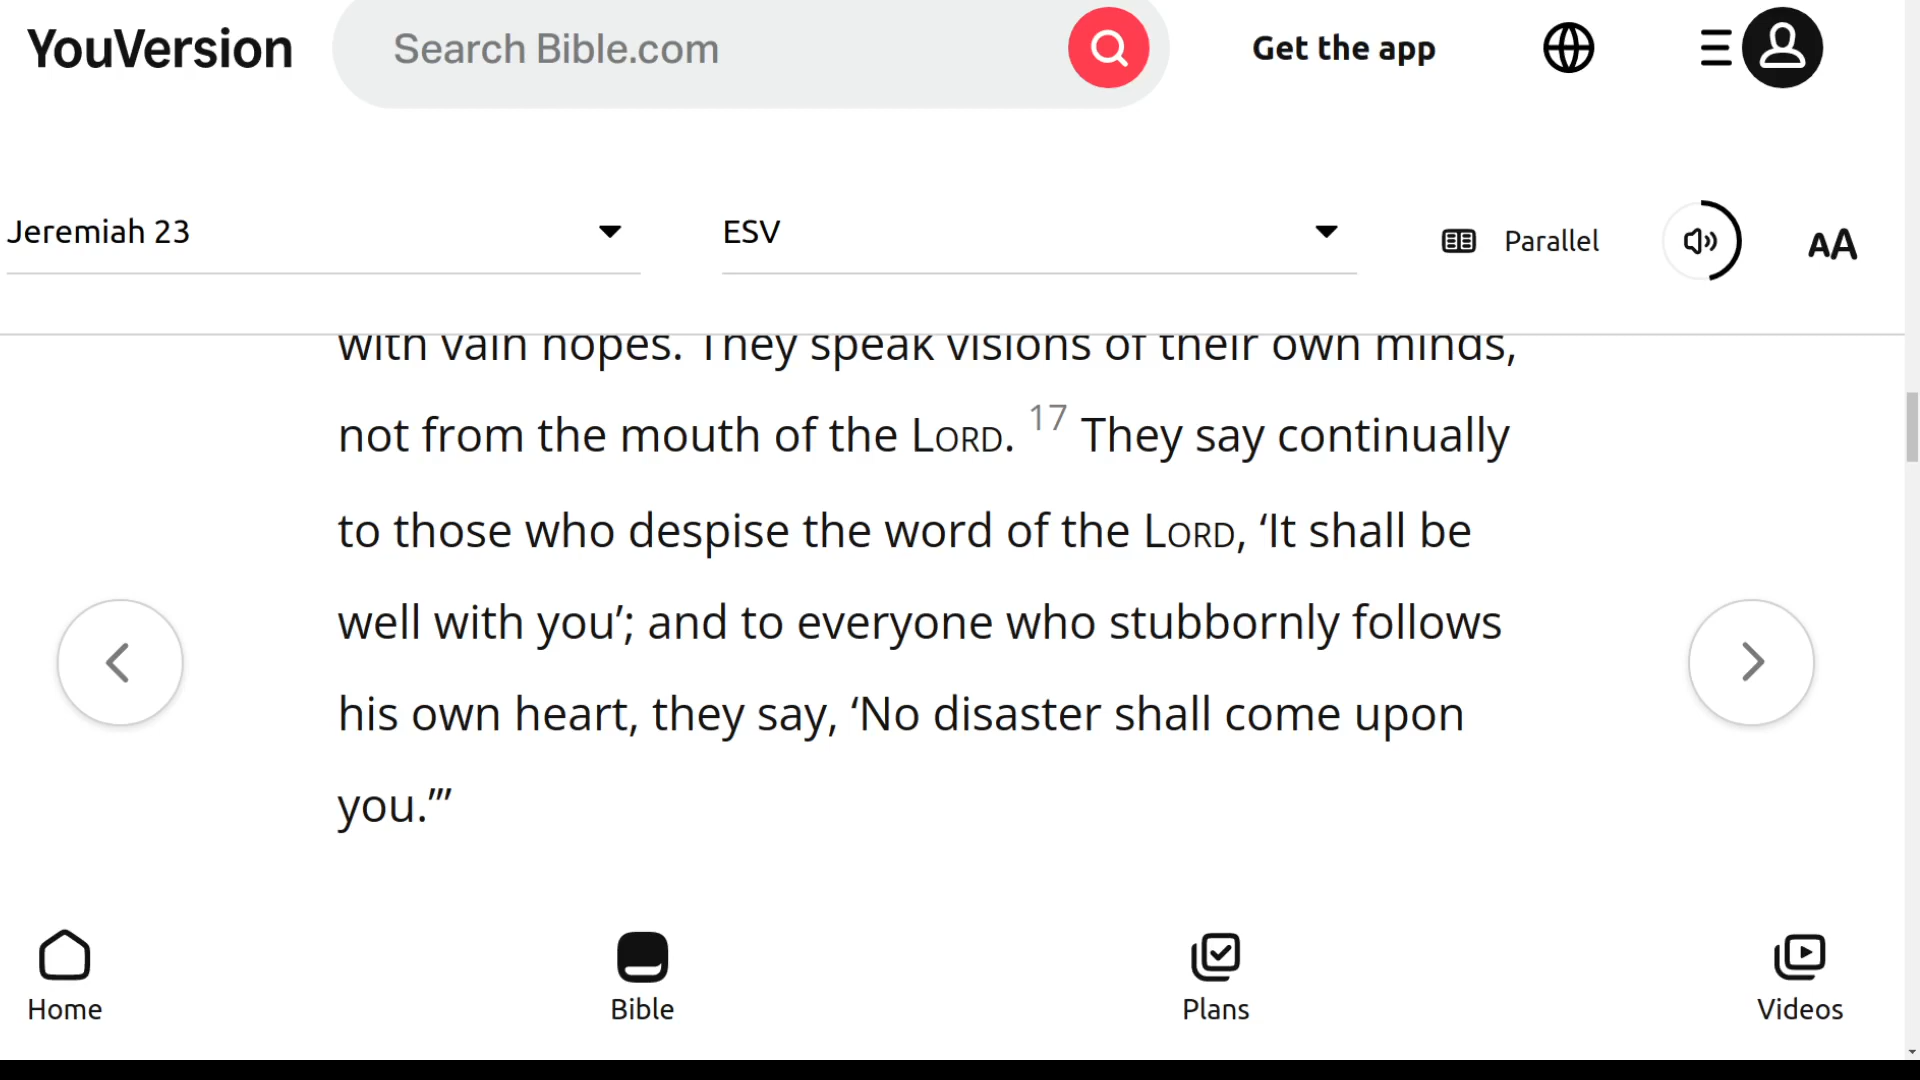 YouVersion
Search Bible.com
Get the app
Jeremiah 23
ESV
Parallel
AA
with vain hopes. They speak visions of their own minds,
not from the mouth of the LORD. 17 They say continually
to those who despise the word of the LORD, ‘It shall be
well with you’; and to everyone who stubbornly follows
his own heart, they say, ‘No disaster shall come upon
you.’”
Home
Bible
Plans
Videos